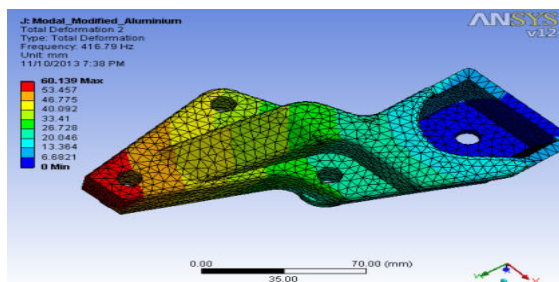 J: Modal_Modified_Aluminium
Total Deformation 2
Type: Total Deformation
Frequency: 416.79 Hz
Unit: mm
11/10/2013 7:38 PM
60.139 Max
53.457
46.775
40.092
33.41
26.728
20.046
13.364
6.6821
0 Min
ANSYS
v12
0.00
70.00 (mm)
35.00